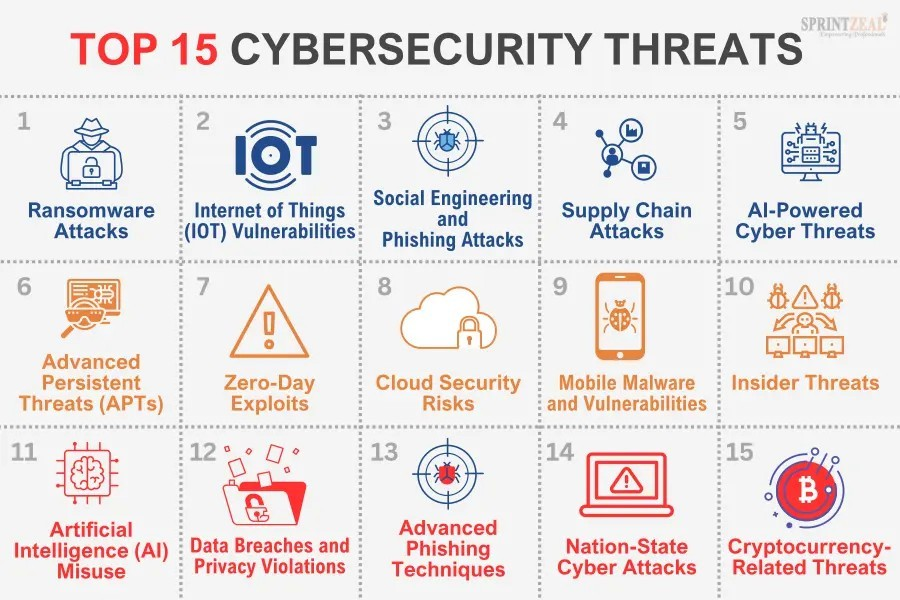 SPRINTZEAL
Empowering Professionals
TOP 15 CYBERSECURITY THREATS
1
Ransomware
Attacks
2
IOT
Internet of Things
(IOT) Vulnerabilities
3
Social Engineering
and
Phishing Attacks
4
Supply Chain
Attacks
5
AI-Powered
Cyber Threats
6
Advanced
Persistent
Threats (APTs)
7
Zero-Day
Exploits
8
Cloud Security
Risks
9
Mobile Malware
and Vulnerabilities
10
Insider Threats
11
Artificial
Intelligence (AI)
Misuse
12
Data Breaches and
Privacy Violations
13
Advanced
Phishing
Techniques
14
Nation-State
Cyber Attacks
15
Cryptocurrency-
Related Threats